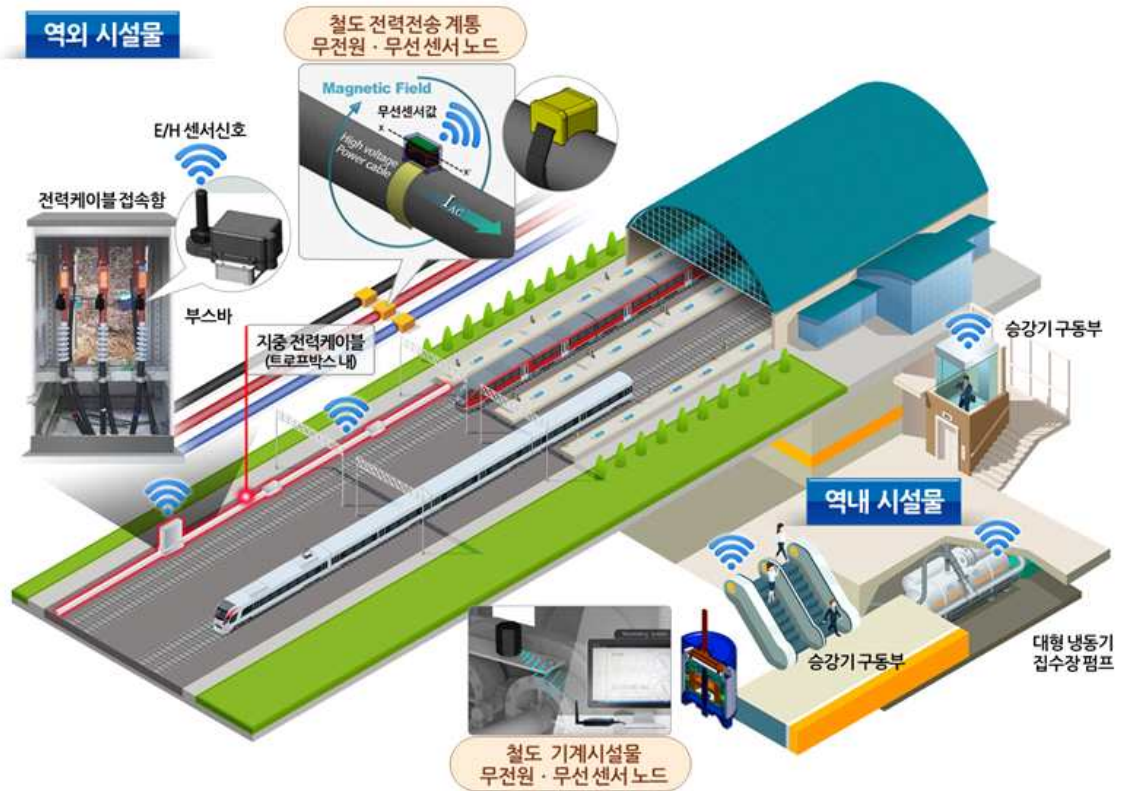 역외 시설물
철도 전력전송 계통
무전원 · 무선 센서 노드
Magnetic Field
무선센서값
x
x'
High voltage
Power cable
I_AC
E/H 센서신호
전력케이블 접속함
부스바
지중 전력케이블
(트로프박스 내)
승강기 구동부
역내 시설물
승강기 구동부
대형 냉동기
집수장 펌프
철도 기계시설물
무전원 · 무선 센서 노드